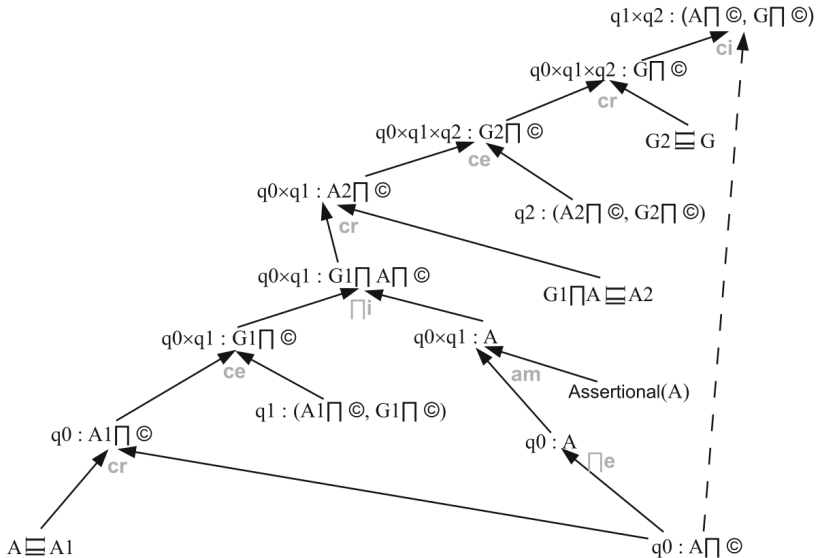 q1×q2 : (A∏ ©, G∏ ©)
ci
q0×q1×q2 : G∏ ©
cr
G2 ⊑ G
q0×q1×q2 : G2∏ ©
ce
q0×q1 : A2∏ ©
cr
q2 : (A2∏ ©, G2∏ ©)
q0×q1 : G1∏ A∏ ©
∏i
G1∏A ⊑ A2
q0×q1 : G1∏ ©
ce
q0×q1 : A
am
Assertional(A)
q1 : (A1∏ ©, G1∏ ©)
q0 : A1∏ ©
cr
q0 : A
∏e
A ⊑ A1
q0 : A∏ ©